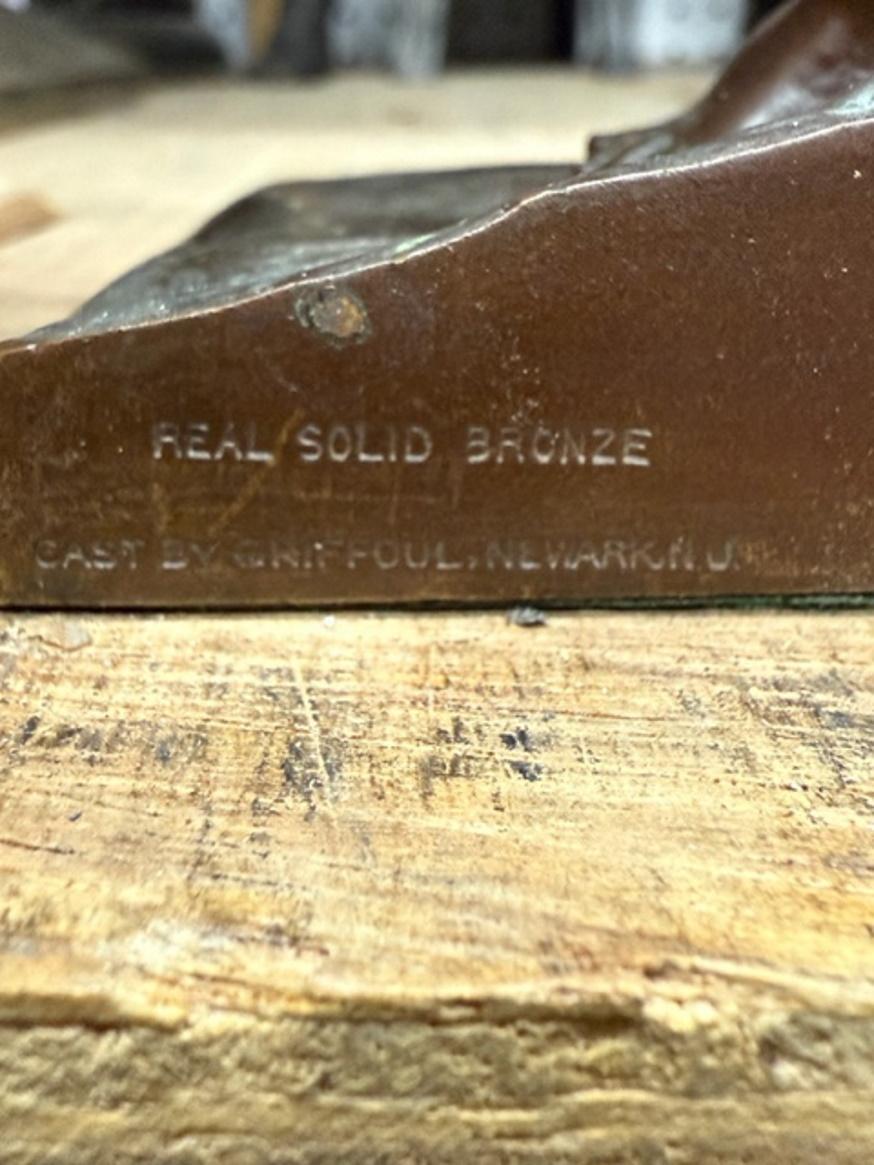 REAL SOLID BRONZE
CAST BY GRIFFOUL, NEWARK, N.J.